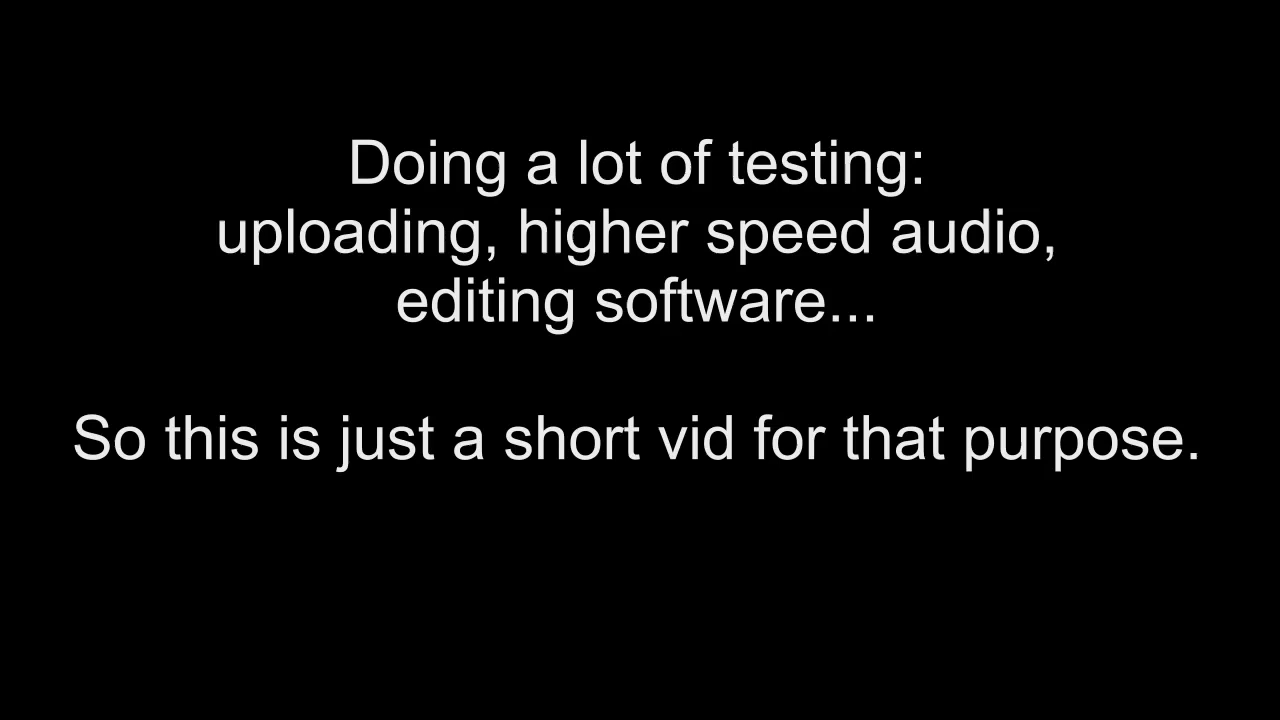 Doing a lot of testing:
uploading, higher speed audio,
editing software...
So this is just a short vid for that purpose.